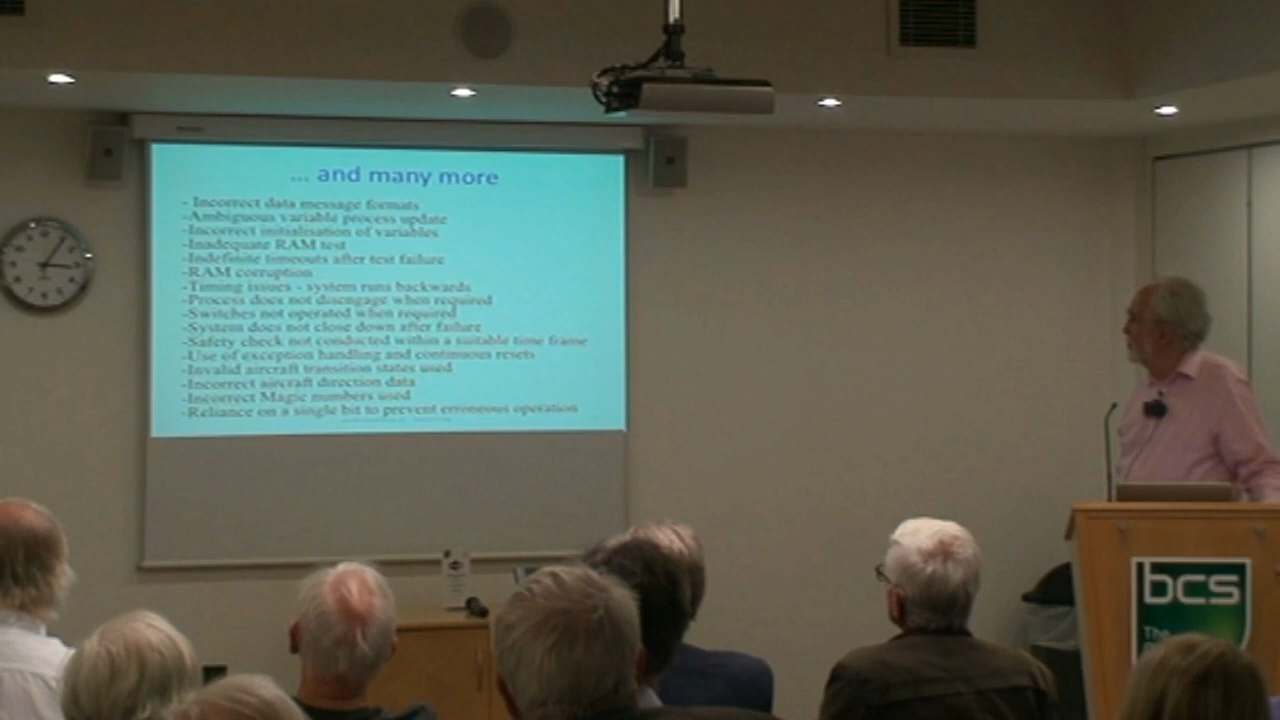 ... and many more
- Incorrect data message formats
-Ambiguous variable process update
-Incorrect initialisation of variables
-Inadequate RAM test
-Indefinite timeouts after test failure
-RAM corruption
-Timing issues - system runs backwards
-Process does not disengage when required
-Switches not operated when required
-System does not close down after failure
-Safety check not conducted within a suitable time frame
-Use of exception handling and continuous resets
-Invalid aircraft transition states used
-Incorrect aircraft direction data
-Incorrect Magic numbers used
-Reliance on a single bit to prevent erroneous operation
bcs
The